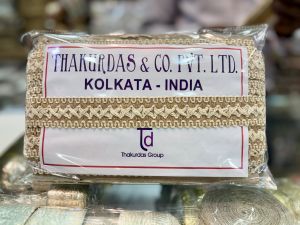 THAKURDAS & CO. PVT. LTD.
KOLKATA - INDIA
Td
Thakurdas Group